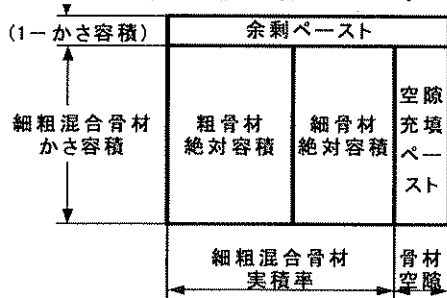 (1−かさ容積)
余剰ペースト
細粗混合骨材
かさ容積
粗骨材
絶対容積
細骨材
絶対容積
空隙
充填
ペー
スト
細粗混合骨材
実積率
骨材
空隙